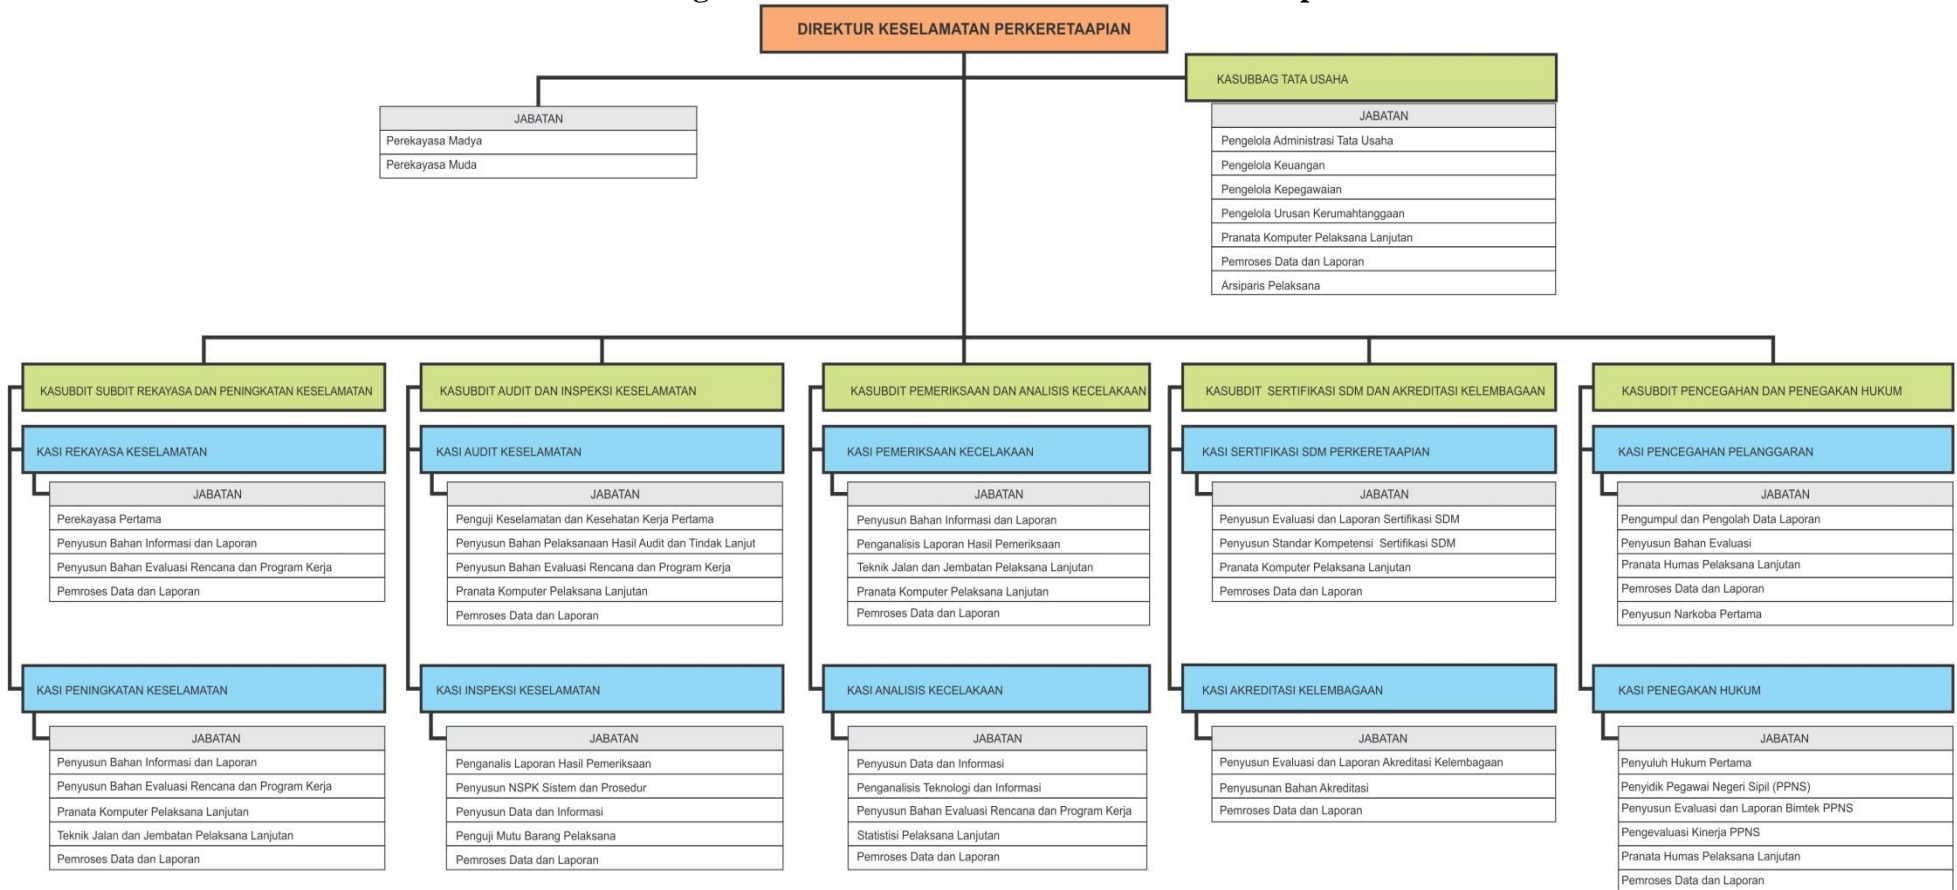 DIREKTUR KESELAMATAN PERKERETAAPIAN
KASUBBAG TATA USAHA
JABATAN
Perekayasa Madya
Perekayasa Muda
JABATAN
Pengelola Administrasi Tata Usaha
Pengelola Keuangan
Pengelola Kepegawaian
Pengelola Urusan Kerumahtanggaan
Pranata Komputer Pelaksana Lanjutan
Pemroses Data dan Laporan
Arsiparis Pelaksana
KASUBDIT SUBDIT REKAYASA DAN PENINGKATAN KESELAMATAN
KASI REKAYASA KESELAMATAN
JABATAN
Perekayasa Pertama
Penyusun Bahan Informasi dan Laporan
Penyusun Bahan Evaluasi Rencana dan Program Kerja
Pemroses Data dan Laporan
KASI PENINGKATAN KESELAMATAN
JABATAN
Penyusun Bahan Informasi dan Laporan
Penyusun Bahan Evaluasi Rencana dan Program Kerja
Pranata Komputer Pelaksana Lanjutan
Teknik Jalan dan Jembatan Pelaksana Lanjutan
Pemroses Data dan Laporan
KASUBDIT AUDIT DAN INSPEKSI KESELAMATAN
KASI AUDIT KESELAMATAN
JABATAN
Penguji Keselamatan dan Kesehatan Kerja Pertama
Penyusun Bahan Pelaksanaan Hasil Audit dan Tindak Lanjut
Penyusun Bahan Evaluasi Rencana dan Program Kerja
Pranata Komputer Pelaksana Lanjutan
Pemroses Data dan Laporan
KASI INSPEKSI KESELAMATAN
JABATAN
Penganalis Laporan Hasil Pemeriksaan
Penyusun NSPK Sistem dan Prosedur
Penyusun Data dan Informasi
Penguji Mutu Barang Pelaksana
Pemroses Data dan Laporan
KASUBDIT PEMERIKSAAN DAN ANALISIS KECELAKAAN
KASI PEMERIKSAAN KECELAKAAN
JABATAN
Penyusun Bahan Informasi dan Laporan
Penganalisis Laporan Hasil Pemeriksaan
Teknik Jalan dan Jembatan Pelaksana Lanjutan
Pranata Komputer Pelaksana Lanjutan
Pemroses Data dan Laporan
KASI ANALISIS KECELAKAAN
JABATAN
Penyusun Data dan Informasi
Penganalisis Teknologi dan Informasi
Penyusun Bahan Evaluasi Rencana dan Program Kerja
Statistisi Pelaksana Lanjutan
Pemroses Data dan Laporan
KASUBDIT SERTIFIKASI SDM DAN AKREDITASI KELEMBAGAAN
KASI SERTIFIKASI SDM PERKERETAAPIAN
JABATAN
Penyusun Evaluasi dan Laporan Sertifikasi SDM
Penyusun Standar Kompetensi Sertifikasi SDM
Pranata Komputer Pelaksana Lanjutan
Pemroses Data dan Laporan
KASI AKREDITASI KELEMBAGAAN
JABATAN
Penyusun Evaluasi dan Laporan Akreditasi Kelembagaan
Penyusunan Bahan Akreditasi
Pemroses Data dan Laporan
KASUBDIT PENCEGAHAN DAN PENEGAKAN HUKUM
KASI PENCEGAHAN PELANGGARAN
JABATAN
Pengumpul dan Pengolah Data Laporan
Penyusun Bahan Evaluasi
Pranata Humas Pelaksana Lanjutan
Pemroses Data dan Laporan
Penyusun Narkoba Pertama
KASI PENEGAKAN HUKUM
JABATAN
Penyuluh Hukum Pertama
Penyidik Pegawai Negeri Sipil (PPNS)
Penyusun Evaluasi dan Laporan Bimtek PPNS
Pengevaluasi Kinerja PPNS
Pranata Humas Pelaksana Lanjutan
Pemroses Data dan Laporan